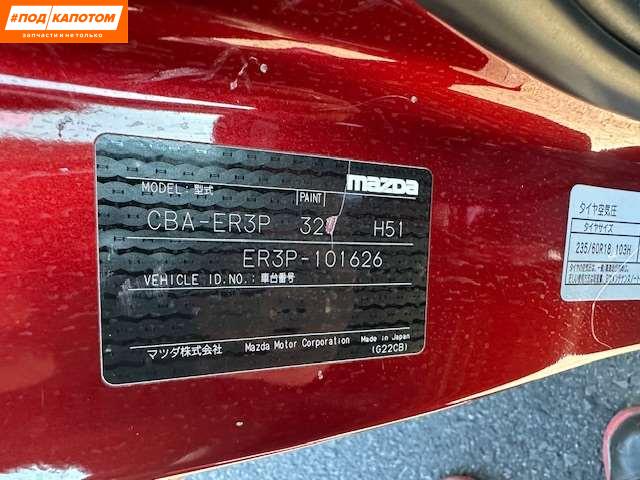 #ПОДКАПОТОМ
запчасти и не только
mazda
MODEL; 型式 PAINT
CBA-ER3P 32 H51
ER3P-101626
VEHICLE ID.NO.;車台番号
マツダ株式会社 Mazda Motor Corporation Made in Japan
(G22CB)
タイヤ空気圧
タイヤサイズ
235/60R18 103H